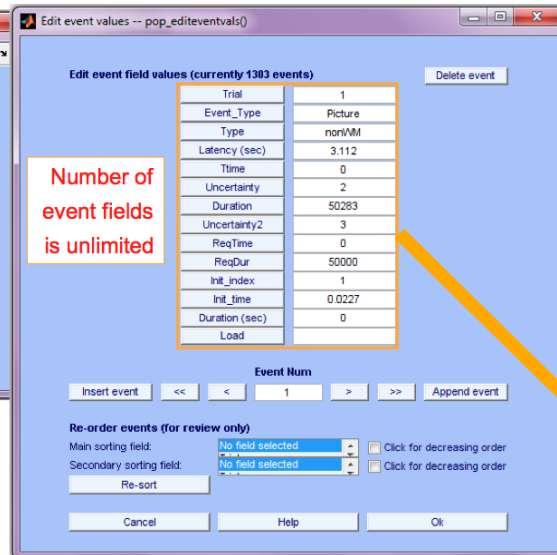 Edit event values -- pop_editeventvals()
Edit event field values (currently 1303 events)
Delete event
Trial 1
Event_Type Picture
Type nonWM
Latency (sec) 3.112
Ttime 0
Uncertainty 2
Duration 50283
Uncertainty2 3
ReqTime 0
ReqDur 50000
Init_index 1
Init_time 0.0227
Duration (sec) 0
Load
Number of
event fields
is unlimited
Event Num
Insert event << < 1 > >> Append event
Re-order events (for review only)
Main sorting field: No field selected Click for decreasing order
Secondary sorting field: No field selected Click for decreasing order
Re-sort
Cancel Help Ok